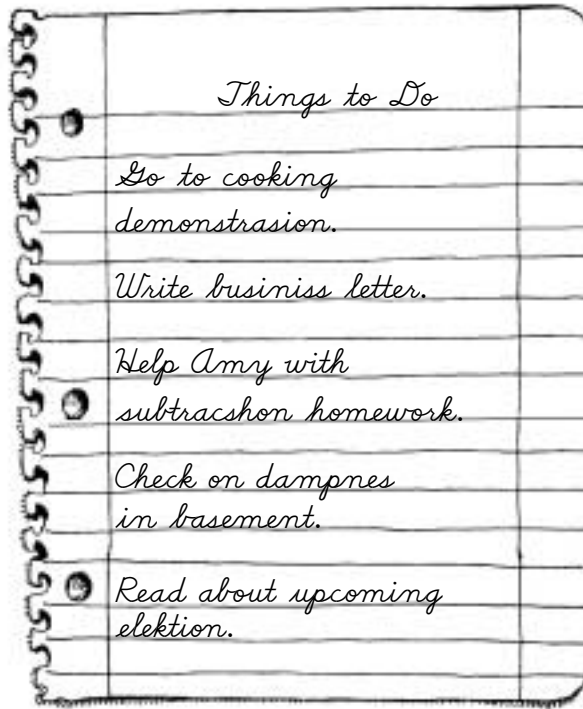 Things to Do
Go to cooking
demonstrasion.
Write businiss letter.
Help Amy with
subtracshon homework.
Check on dampnes
in basement.
Read about upcoming
elektion.